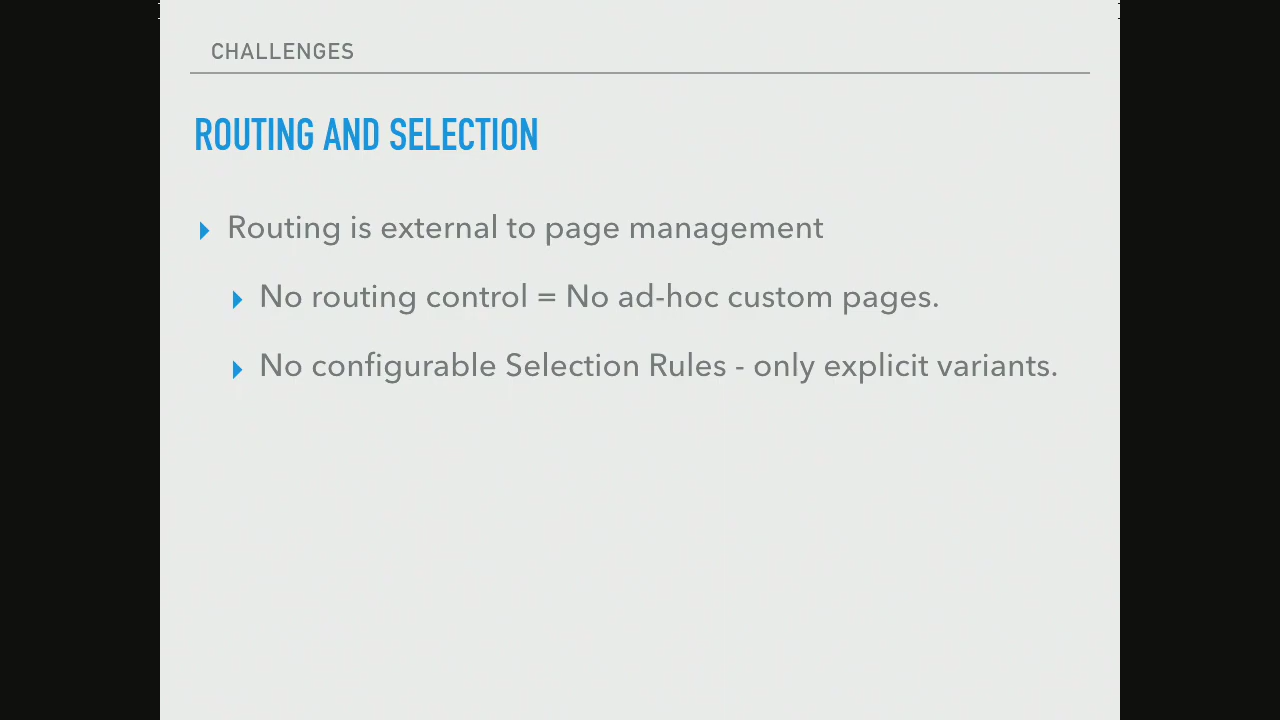 CHALLENGES
ROUTING AND SELECTION
Routing is external to page management
No routing control = No ad-hoc custom pages.
No configurable Selection Rules - only explicit variants.